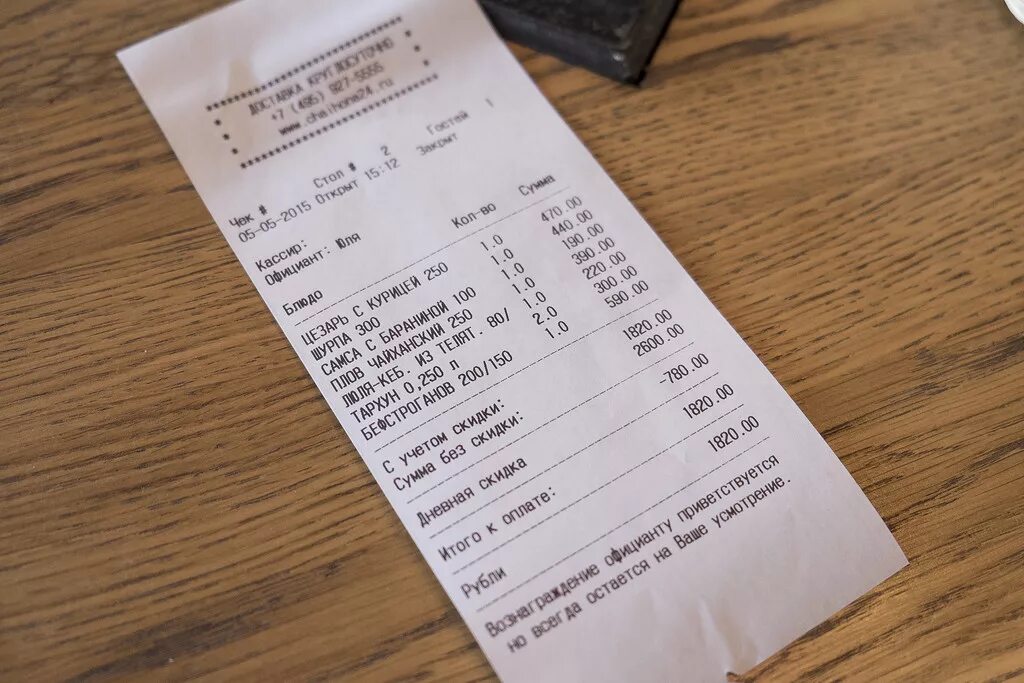 ************************
* ДОСТАВКА КРУГЛОСУТОЧНО *
* +7 (495) 927-5555 *
* www.chaihona24.ru *
************************
Стол # 2 Гостей 1
Чек #
05-05-2015 Открыт 15:12 Закрыт
Кассир:
Официант: Юля
Блюдо Кол-во Сумма
ЦЕЗАРЬ С КУРИЦЕЙ 250 1.0 470.00
ШУРПА 300 1.0 440.00
САМСА С БАРАНИНОЙ 100 1.0 190.00
ПЛОВ ЧАЙХАНСКИЙ 250 1.0 390.00
ЛЮЛЯ-КЕБ. ИЗ ТЕЛЯТ. 80/ 1.0 220.00
ТАРХУН 0,250 л 2.0 300.00
БЕФСТРОГАНОВ 200/150 1.0 590.00
С учетом скидки: 1820.00
Сумма без скидки: 2600.00
Дневная скидка -780.00
Итого к оплате: 1820.00
Рубли 1820.00
Вознаграждение официанту приветствуется
но всегда остается на Ваше усмотрение.